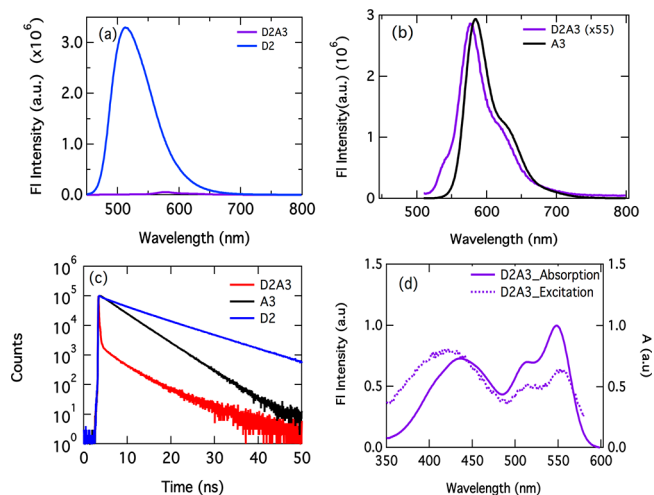 (a)
D2A3
D2
FI Intensity (a.u.) (x10⁶)
3.0
2.0
1.0
0.0
500 600 700 800
Wavelength (nm)
(b)
D2A3 (x55)
A3
FI Intensity(a.u.) (10⁶)
3
2
1
0
500 600 700 800
Wavelength (nm)
(c)
D2A3
A3
D2
Counts
10⁶
10⁵
10⁴
10³
10²
10¹
10⁰
0 10 20 30 40 50
Time (ns)
(d)
D2A3_Absorption
D2A3_Excitation
FI Intensity (a.u)
1.5
1.0
0.5
0.0
350 400 450 500 550 600
Wavelength (nm)
1.5
1.0
0.5
0.0
A (a.u)